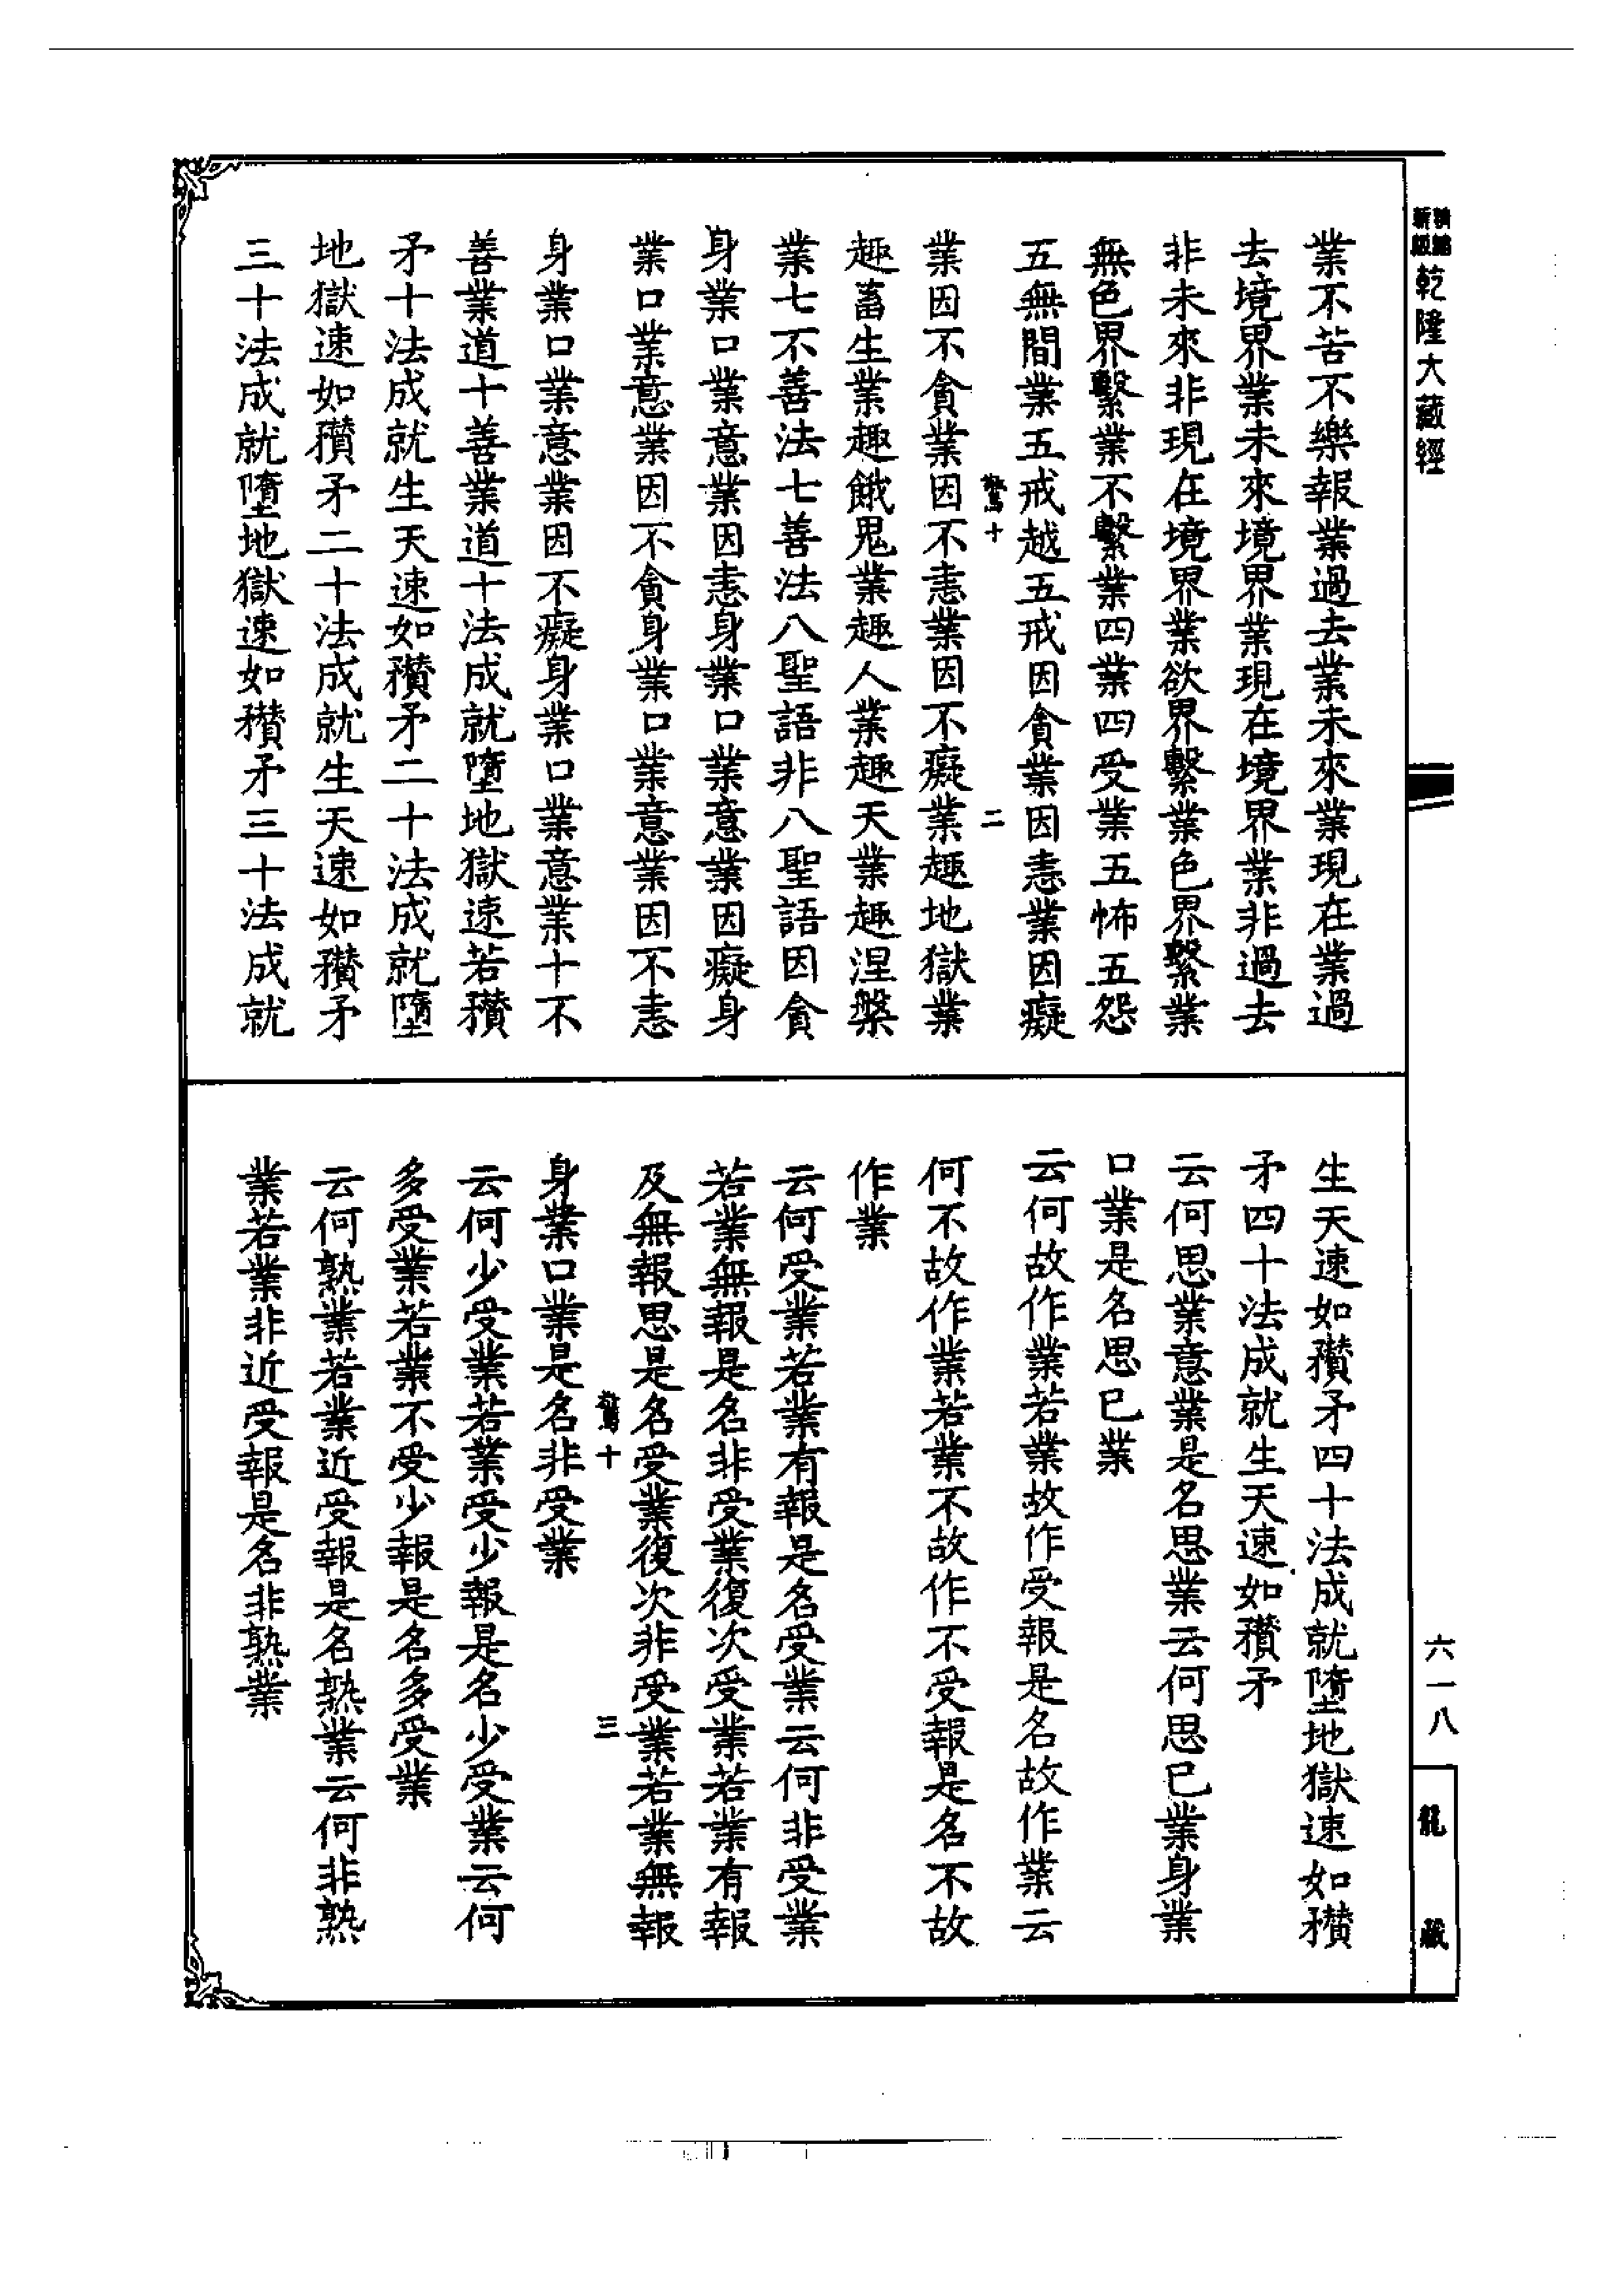 新編縮版
乾隆大藏經
業不苦不樂報業過去業未來業現在業過
去境界業未來境界業現在境界業非過去
非未來非現在境界業欲界繫業色界繫業
無色界繫業不繫業四業四受業五怖五怨
五無間業五戒越五戒因貪業因恚業因癡
十 二
業因不貪業因不恚業因不癡業趣地獄業
趣畜生業趣餓鬼業趣人業趣天業趣涅槃
業七不善法七善法八聖語非八聖語因貪
身業口業意業因恚身業口業意業因癡身
業口業意業因不貪身業口業意業因不恚
身業口業意業因不癡身業口業意業十不
善業道十善業道十法成就墮地獄速若穳
矛十法成就生天速如穳矛二十法成就墮
地獄速如穳矛二十法成就生天速如穳矛
三十法成就墮地獄速如穳矛三十法成就
生天速如穳矛四十法成就墮地獄速如穳
矛四十法成就生天速如穳矛
云何思業意業是名思業云何思已業身業
口業是名思已業
云何故作業若業故作受報是名故作業云
何不故作業若業不故作不受報是名不故
作業
云何受業若業有報是名受業云何非受業
若業無報是名非受業復次受業若業有報
及無報思是名受業復次非受業若業無報
十 三
身業口業是名非受業
云何少受業若業受少報是名少受業云何
多受業若業不受少報是名多受業
云何熟業若業近受報是名熟業云何非熟
業若業非近受報是名非熟業
六一八
龍藏